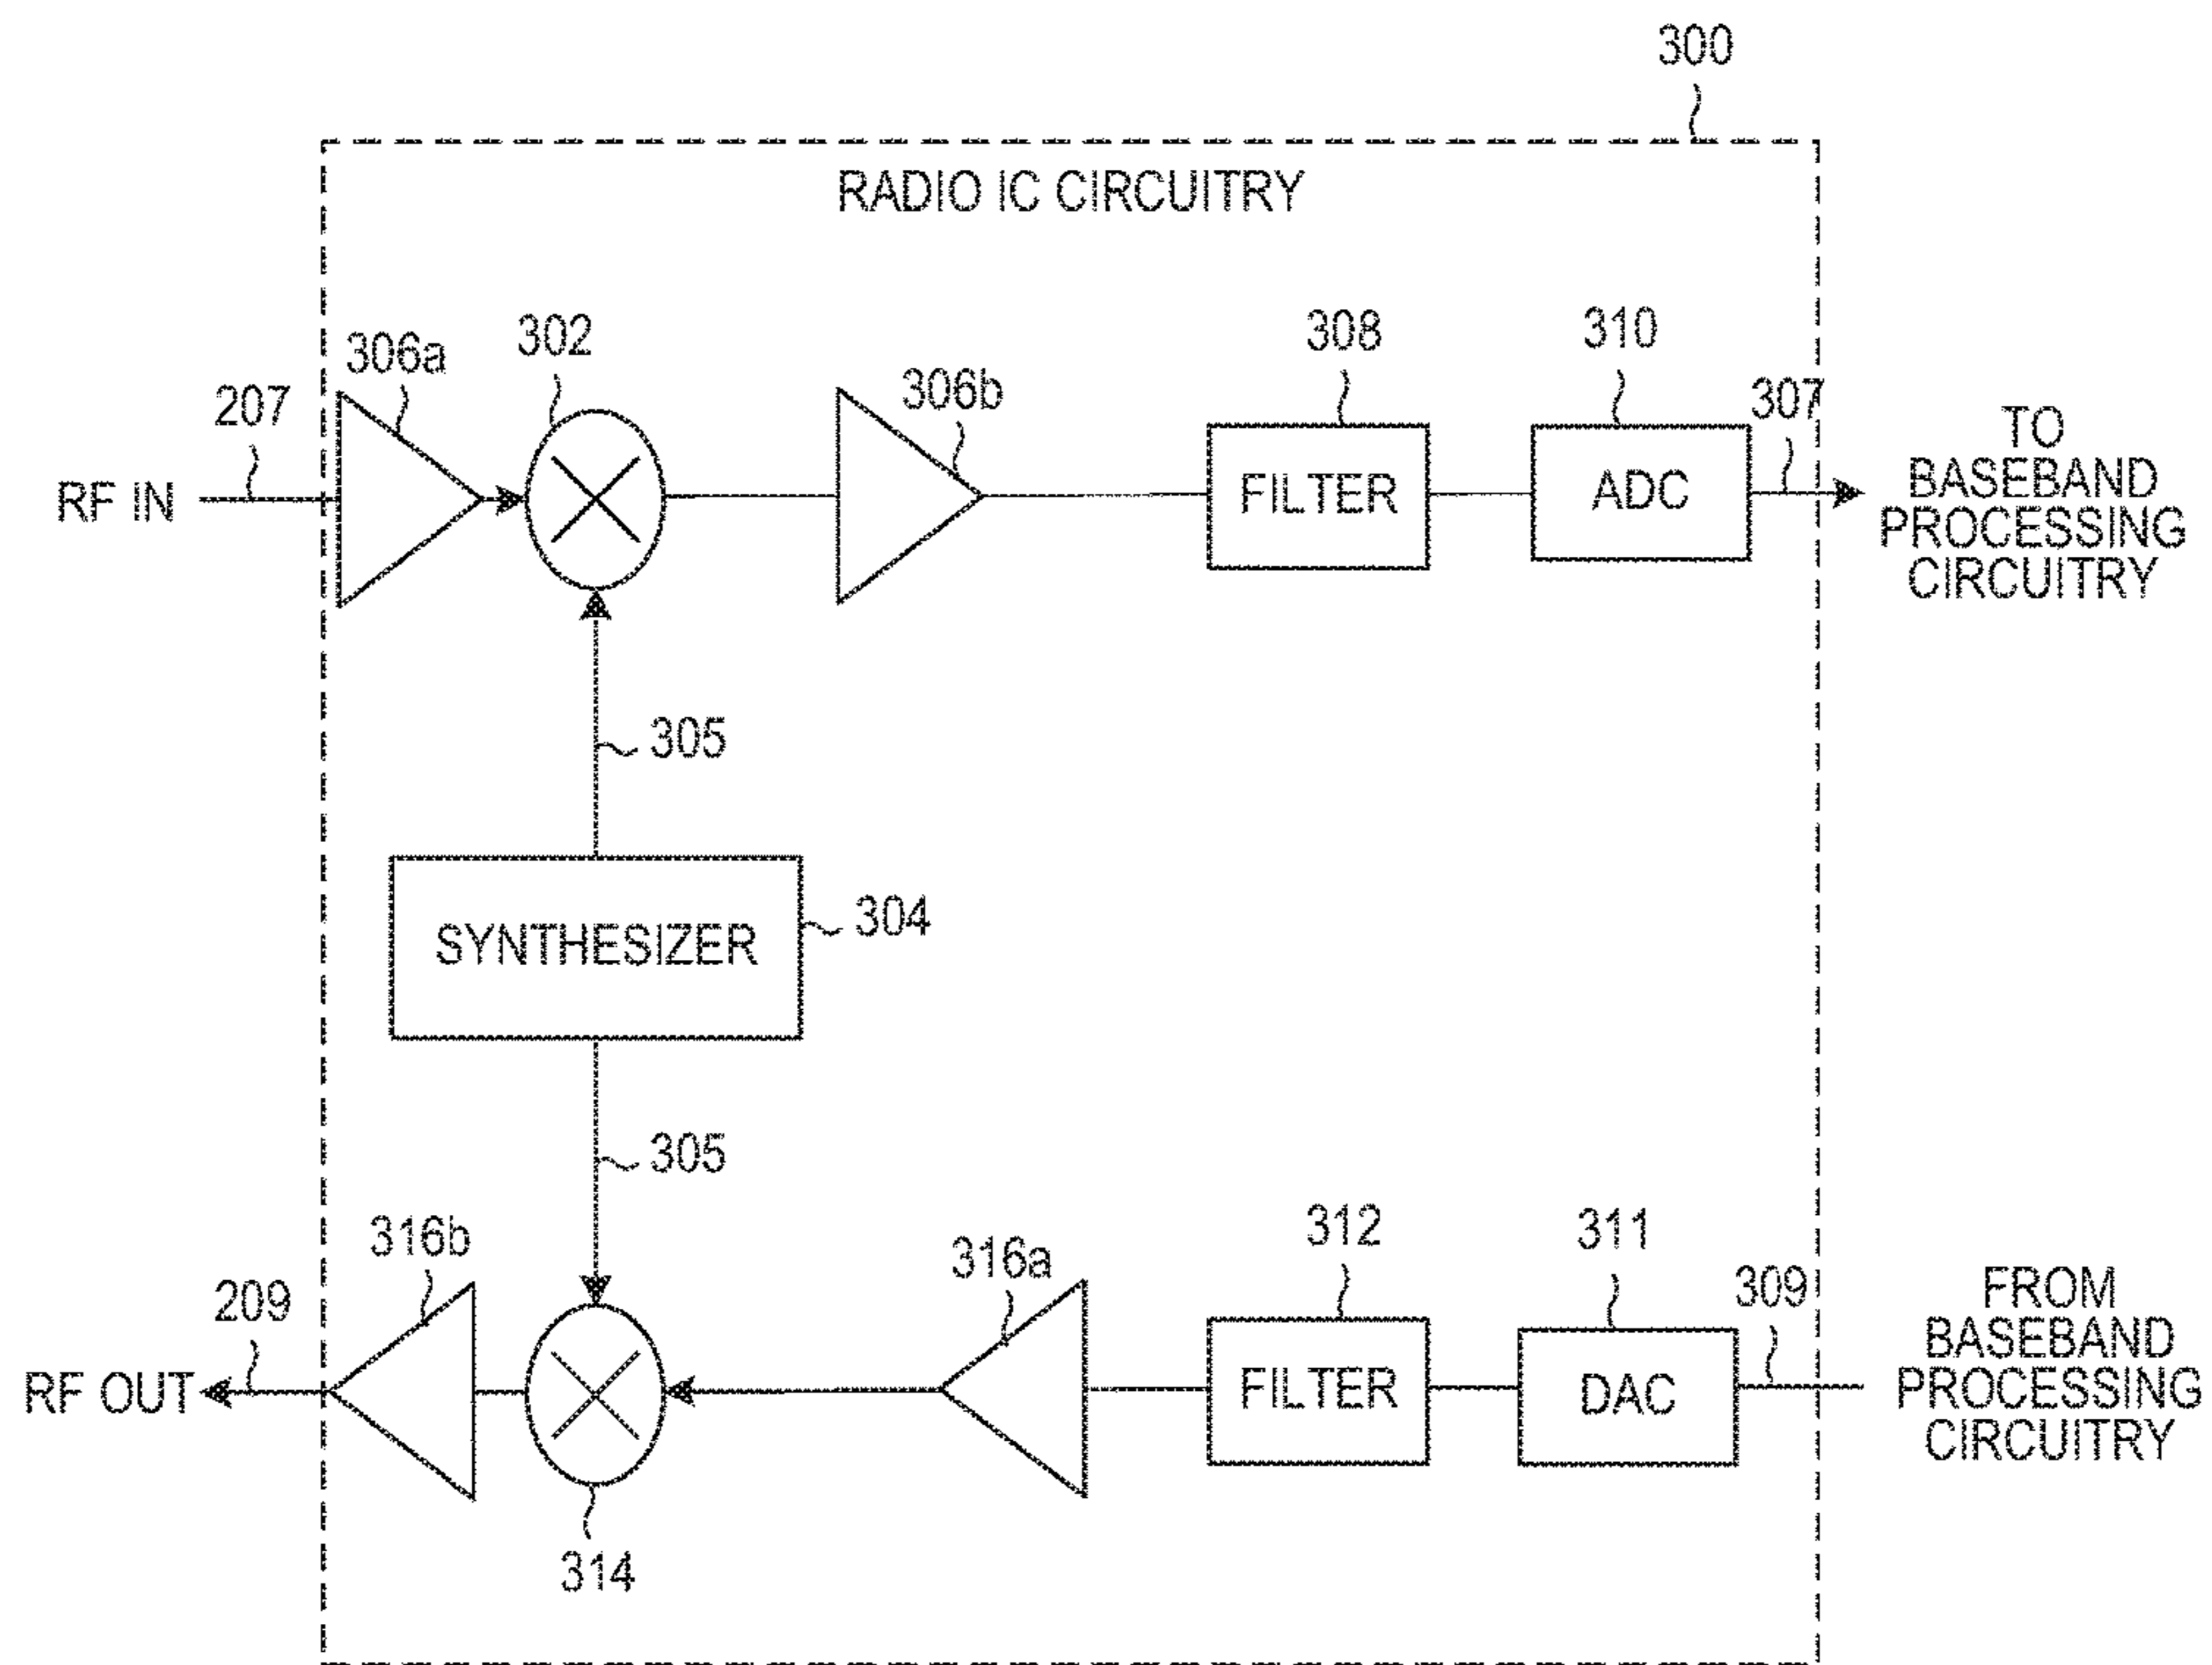 300
RADIO IC CIRCUITRY
306a
302
306b
308
310
207
307
RF IN
FILTER
ADC
TO
BASEBAND
PROCESSING
CIRCUITRY
305
SYNTHESIZER
304
305
316b
316a
312
311
209
309
RF OUT
FILTER
DAC
FROM
BASEBAND
PROCESSING
CIRCUITRY
314